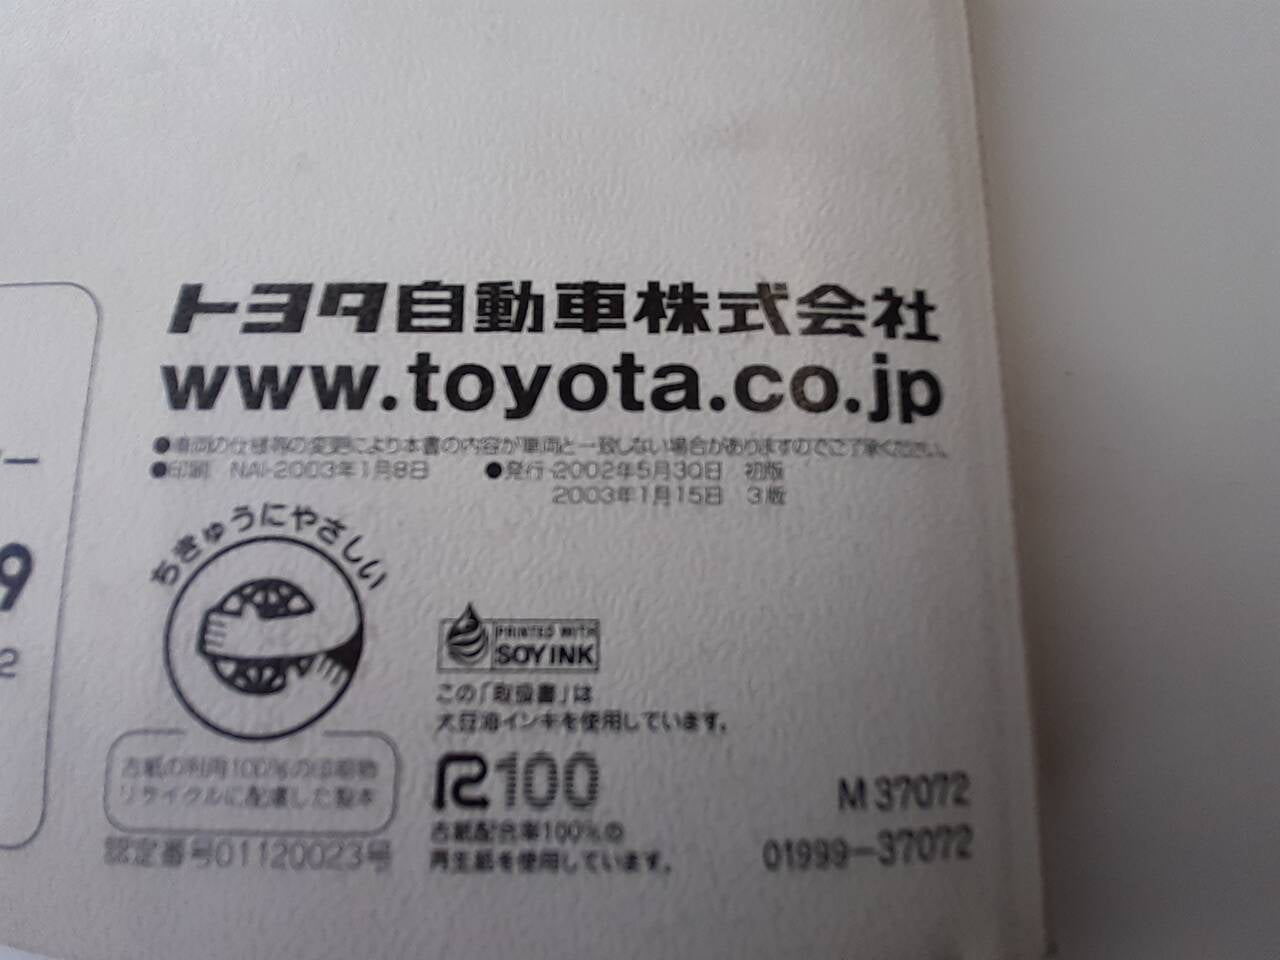 トヨタ自動車株式会社
www.toyota.co.jp
●車両の仕様等の変更により本書の内容が車両と一致しない場合がありますのでご了承ください。
●印刷 NAI-2003年1月8日 ●発行-2002年5月30日 初版
2003年1月15日 3版
ー
9
2
ちきゅうにやさしい
古紙の利用100%の印刷物
リサイクルに配慮した製本
認定番号01120023号
PRINTED WITH
SOY INK
この「取扱書」は
大豆油インキを使用しています。
R100
古紙配合率100%の
再生紙を使用しています。
M 37072
01999-37072